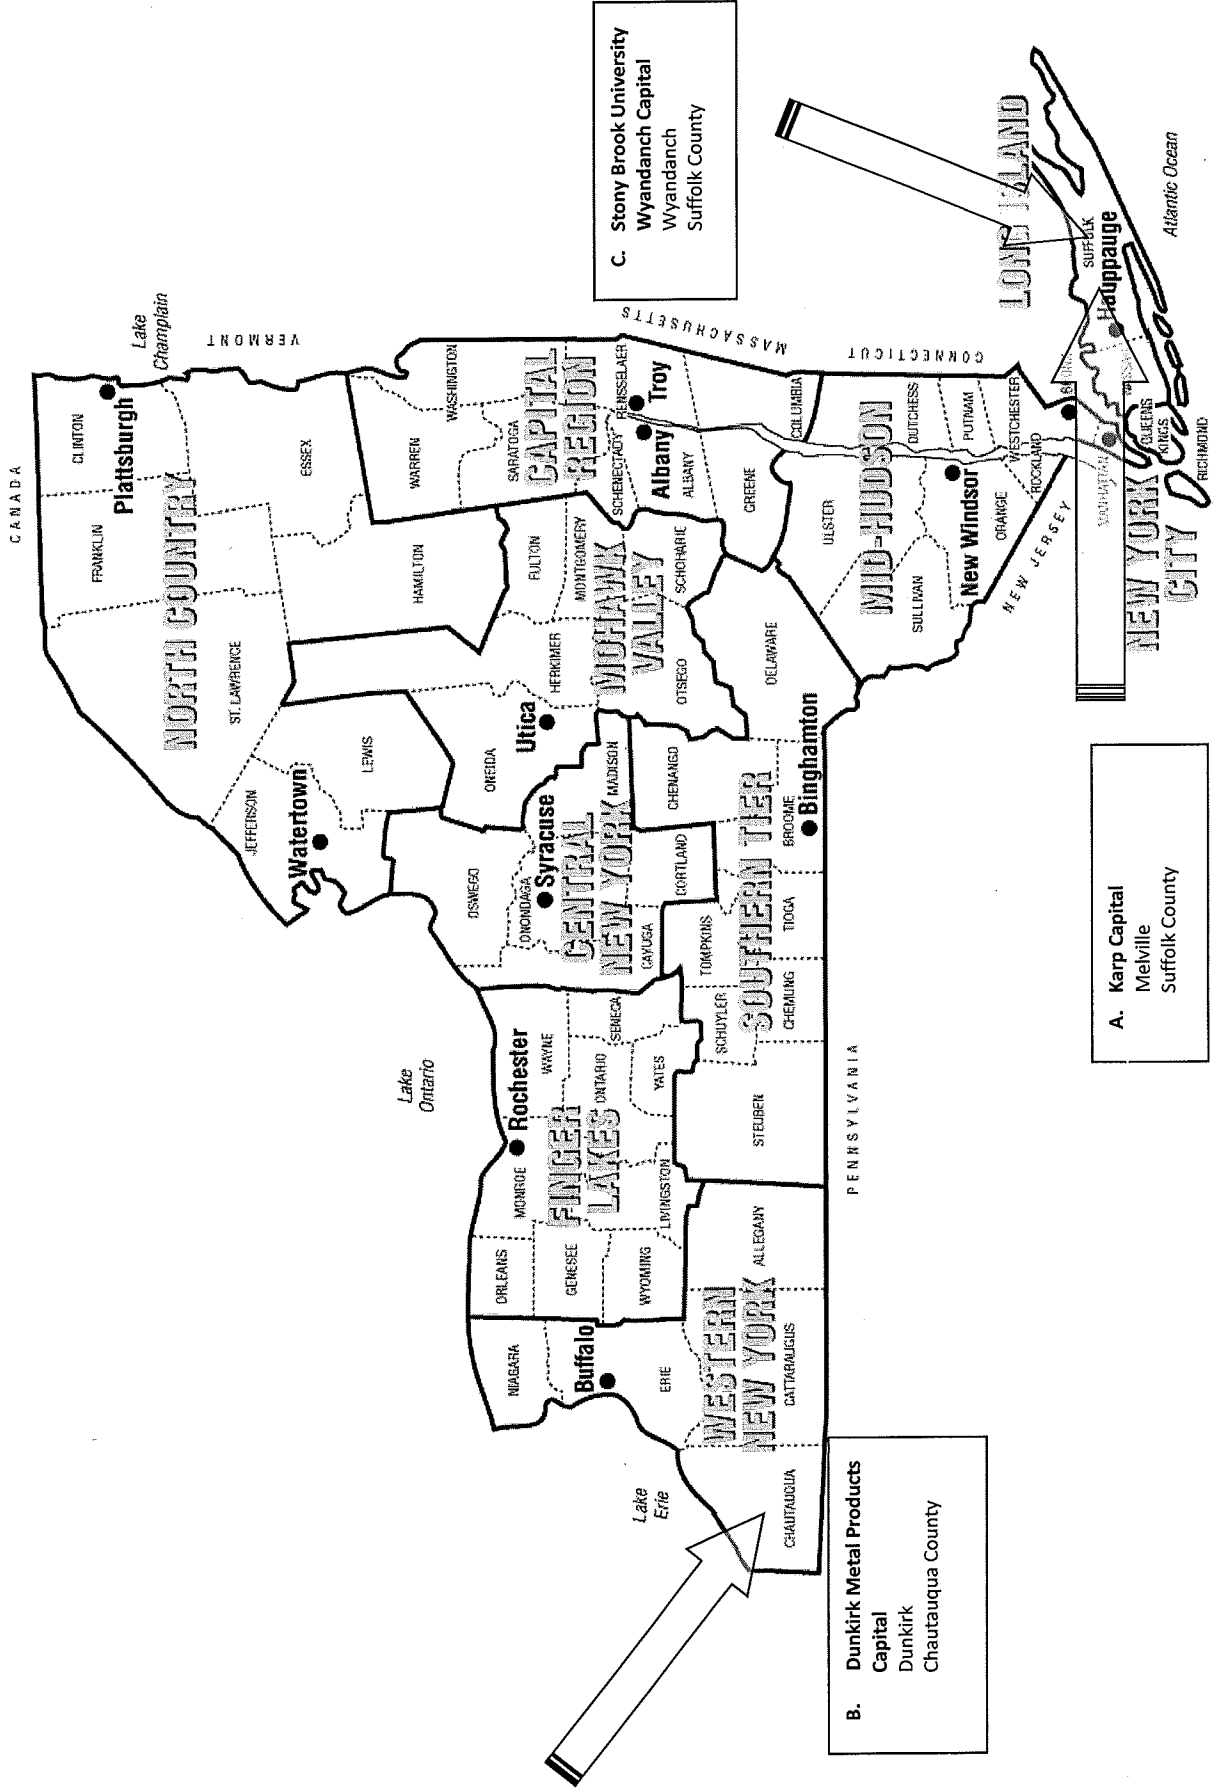 CANADA
Lake
Champlain
VERMONT
MASSACHUSETTS
CONNECTICUT
NEW JERSEY
PENNSYLVANIA
Lake
Ontario
Lake
Erie
Atlantic Ocean
NORTH COUNTRY
CLINTON
Plattsburgh
FRANKLIN
ESSEX
ST. LAWRENCE
HAMILTON
JEFFERSON
Watertown
LEWIS
CAPITAL
REGION
WASHINGTON
WARREN
SARATOGA
RENSSELAER
Troy
SCHENECTADY
Albany
ALBANY
COLUMBIA
GREENE
MOHAWK
VALLEY
FULTON
MONTGOMERY
SCHOHARIE
HERKIMER
OTSEGO
ONEIDA
Utica
CENTRAL
NEW YORK
OSWEGO
ONONDAGA
Syracuse
MADISON
CAYUGA
CORTLAND
FINGER
LAKES
Rochester
WAYNE
SENECA
ONTARIO
YATES
MONROE
LIVINGSTON
ORLEANS
GENESEE
WYOMING
WESTERN
NEW YORK
NIAGARA
Buffalo
ERIE
ALLEGANY
CATTARAUGUS
CHAUTAUQUA
SOUTHERN TIER
CHENANGO
DELAWARE
BROOME
Binghamton
TIOGA
TOMPKINS
CHEMUNG
SCHUYLER
STEUBEN
MID-HUDSON
DUTCHESS
PUTNAM
WESTCHESTER
ROCKLAND
ULSTER
SULLIVAN
ORANGE
New Windsor
LONG ISLAND
SUFFOLK
Hauppauge
NEW YORK
CITY
MANHATTAN
QUEENS
KINGS
RICHMOND
A. Karp Capital
Melville
Suffolk County
B. Dunkirk Metal Products
Capital
Dunkirk
Chautauqua County
C. Stony Brook University
Wyandanch Capital
Wyandanch
Suffolk County